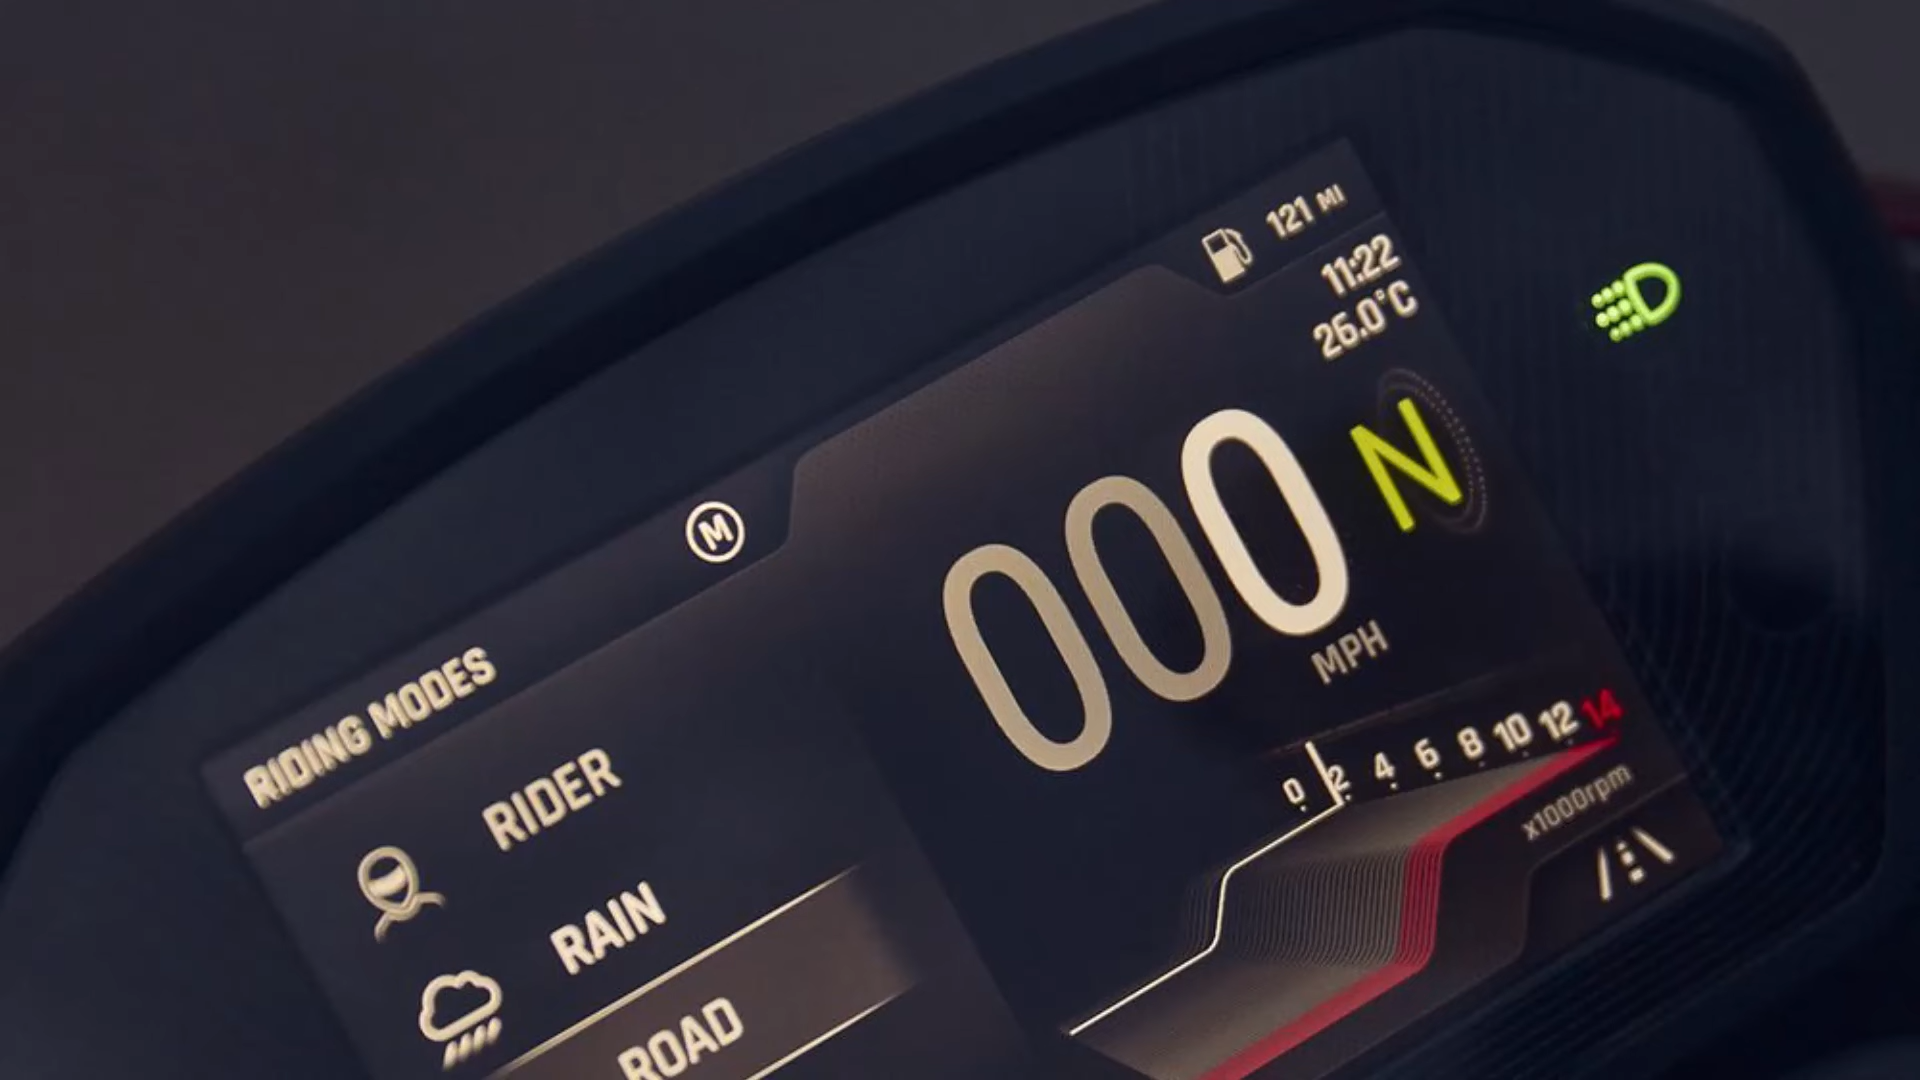 121 MI
11:22
26.0°C
N
000
MPH
M
RIDING MODES
RIDER
RAIN
ROAD
0 2 4 6 8 10 12 14
x1000rpm